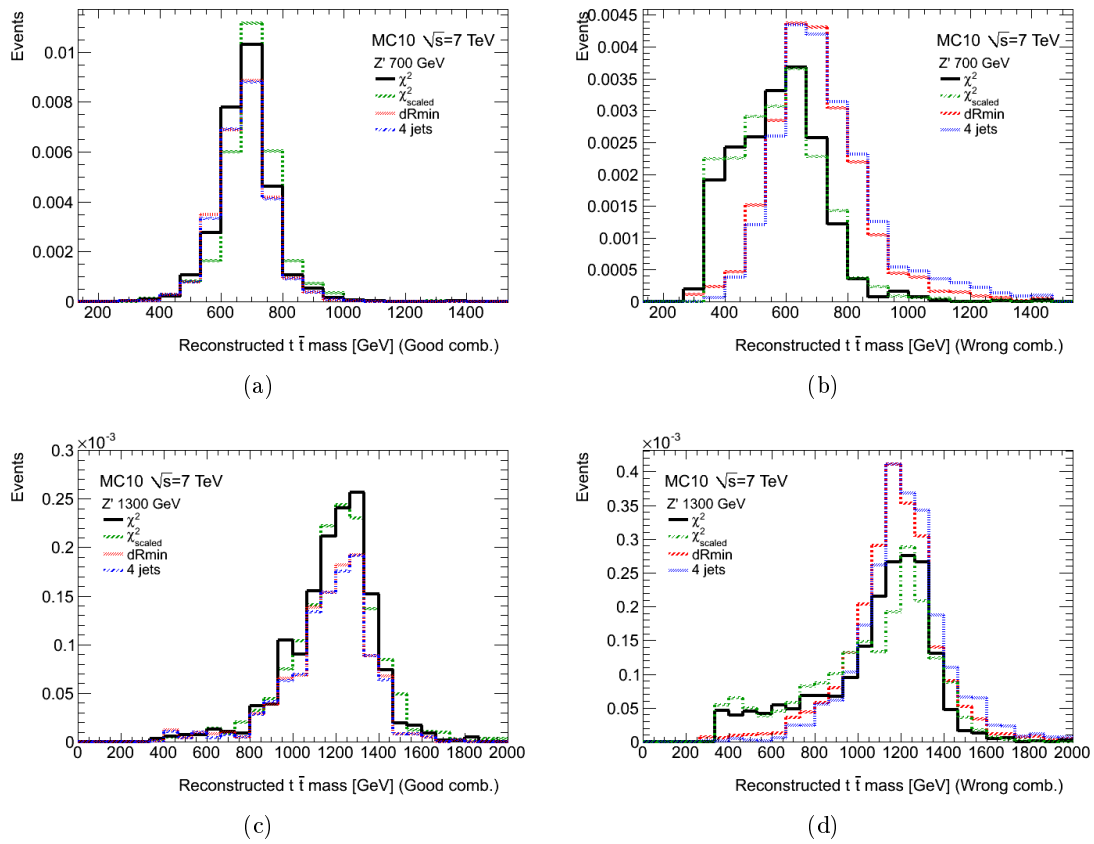 Events
0.01
0.008
0.006
0.004
0.002
0
MC10 √s=7 TeV
Z' 700 GeV
χ²
χ²scaled
dRmin
4 jets
200 400 600 800 1000 1200 1400
Reconstructed t t̄ mass [GeV] (Good comb.)
(a)
Events
0.0045
0.004
0.0035
0.003
0.0025
0.002
0.0015
0.001
0.0005
0
MC10 √s=7 TeV
Z' 700 GeV
χ²
χ²scaled
dRmin
4 jets
200 400 600 800 1000 1200 1400
Reconstructed t t̄ mass [GeV] (Wrong comb.)
(b)
×10⁻³
Events
0.3
0.25
0.2
0.15
0.1
0.05
0
MC10 √s=7 TeV
Z' 1300 GeV
χ²
χ²scaled
dRmin
4 jets
0 200 400 600 800 1000 1200 1400 1600 1800 2000
Reconstructed t t̄ mass [GeV] (Good comb.)
(c)
×10⁻³
Events
0.4
0.35
0.3
0.25
0.2
0.15
0.1
0.05
0
MC10 √s=7 TeV
Z' 1300 GeV
χ²
χ²scaled
dRmin
4 jets
0 200 400 600 800 1000 1200 1400 1600 1800 2000
Reconstructed t t̄ mass [GeV] (Wrong comb.)
(d)